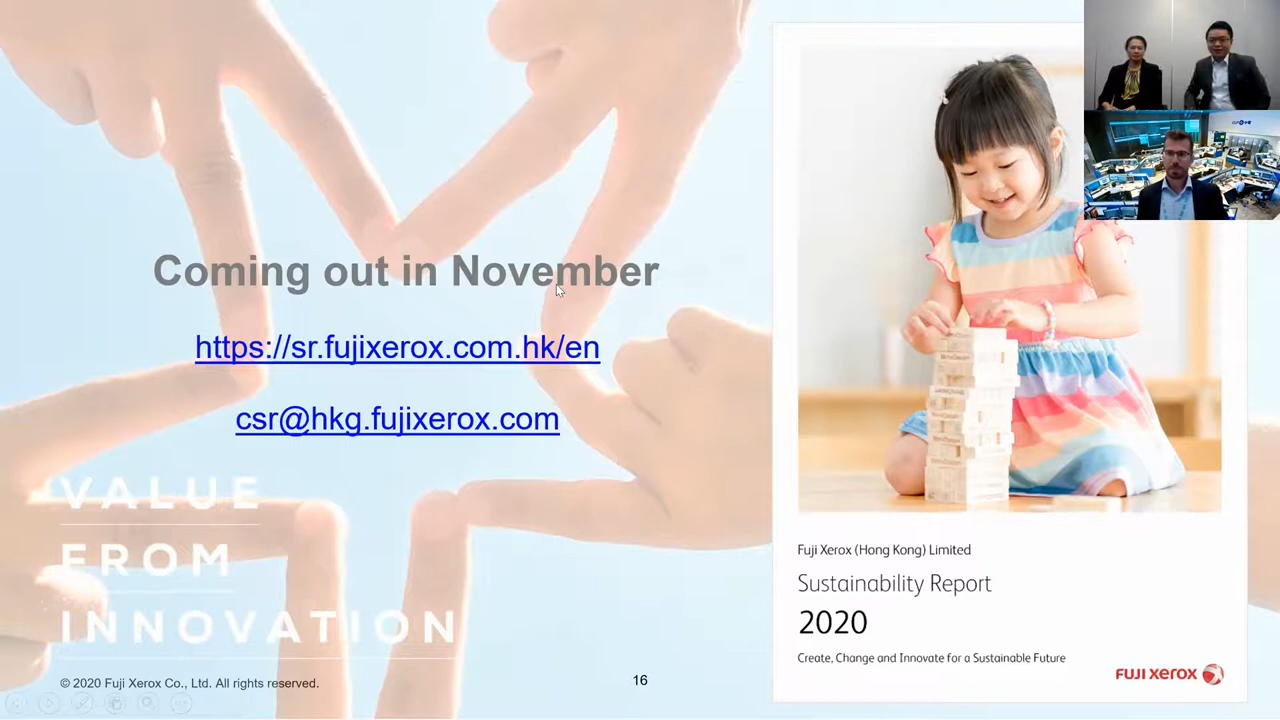 Coming out in November
https://sr.fujixerox.com.hk/en
csr@hkg.fujixerox.com
VALUE
FROM
INNOVATION
© 2020 Fuji Xerox Co., Ltd. All rights reserved.
16
Fuji Xerox (Hong Kong) Limited
Sustainability Report
2020
Create, Change and Innovate for a Sustainable Future
FUJI XEROX